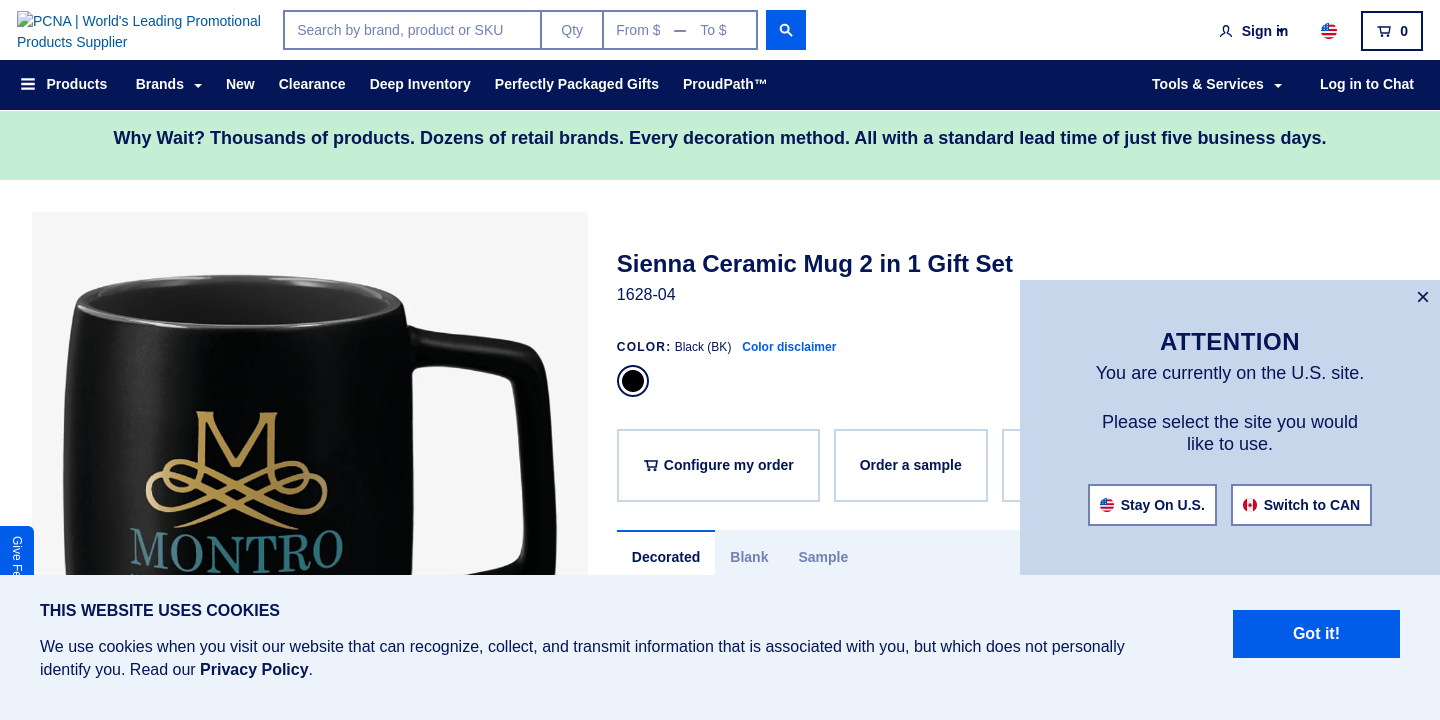 PCNA | World's Leading Promotional
Products Supplier
Search by brand, product or SKU
Qty
From $ — To $
Sign in
0
Products
Brands
New
Clearance
Deep Inventory
Perfectly Packaged Gifts
ProudPath™
Tools & Services
Log in to Chat
Why Wait? Thousands of products. Dozens of retail brands. Every decoration method. All with a standard lead time of just five business days.
Sienna Ceramic Mug 2 in 1 Gift Set
1628-04
COLOR: Black (BK) Color disclaimer
Configure my order
Order a sample
Decorated
Blank
Sample
MONTRO
ATTENTION
You are currently on the U.S. site.
Please select the site you would
like to use.
Stay On U.S.
Switch to CAN
Give Fe
THIS WEBSITE USES COOKIES
We use cookies when you visit our website that can recognize, collect, and transmit information that is associated with you, but which does not personally
identify you. Read our Privacy Policy.
Got it!